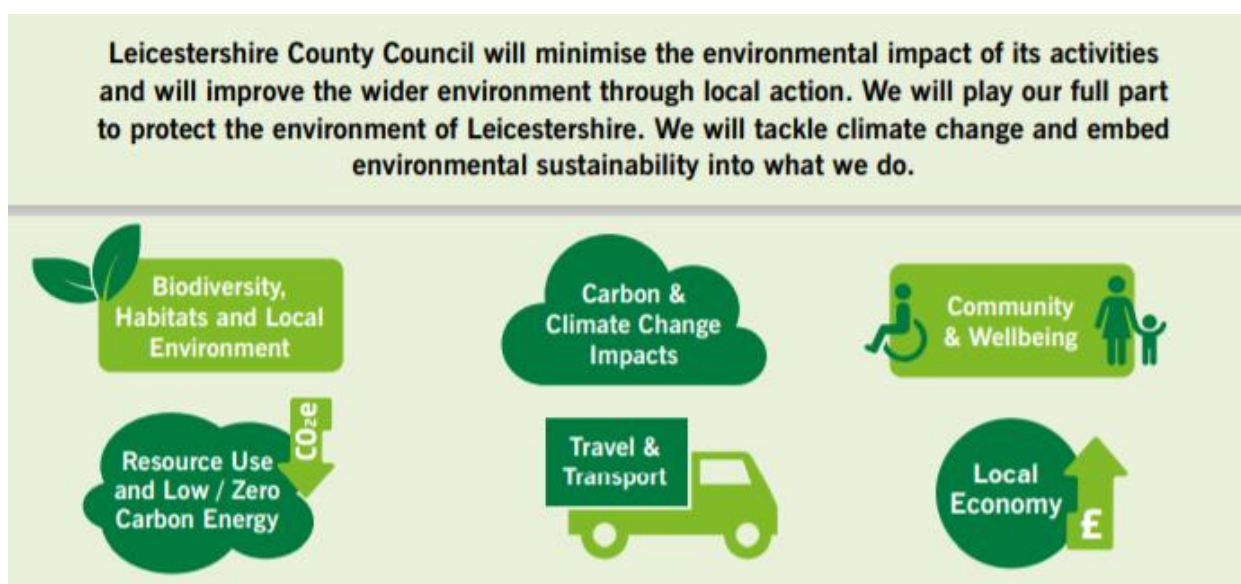 Leicestershire County Council will minimise the environmental impact of its activities
and will improve the wider environment through local action. We will play our full part
to protect the environment of Leicestershire. We will tackle climate change and embed
environmental sustainability into what we do.
Biodiversity,
Habitats and Local
Environment
Carbon &
Climate Change
Impacts
Community
& Wellbeing
Resource Use
and Low / Zero
Carbon Energy
CO₂e
Travel &
Transport
Local
Economy
£